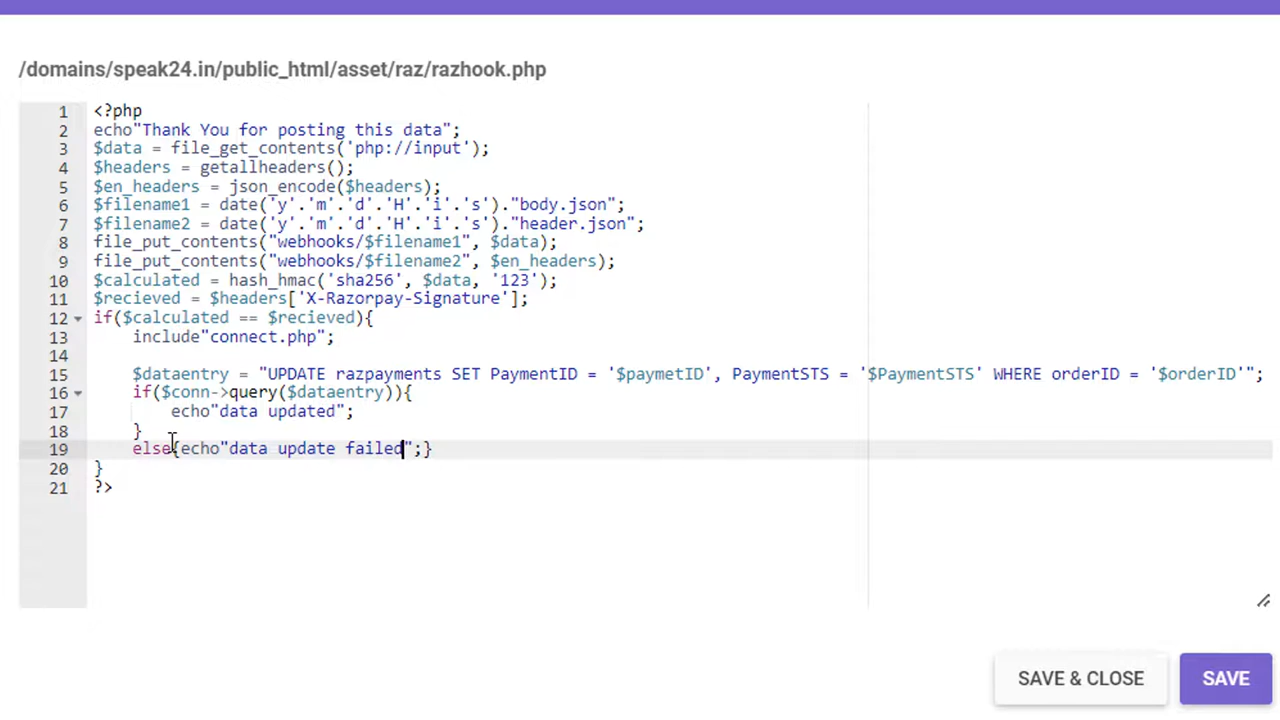 /domains/speak24.in/public_html/asset/raz/razhook.php
1 <?php
2 echo"Thank You for posting this data";
3 $data = file_get_contents('php://input');
4 $headers = getallheaders();
5 $en_headers = json_encode($headers);
6 $filename1 = date('y'.'m'.'d'.'H'.'i'.'s')."body.json";
7 $filename2 = date('y'.'m'.'d'.'H'.'i'.'s')."header.json";
8 file_put_contents("webhooks/$filename1", $data);
9 file_put_contents("webhooks/$filename2", $en_headers);
10 $calculated = hash_hmac('sha256', $data, '123');
11 $recieved = $headers['X-Razorpay-Signature'];
12 if($calculated == $recieved){
13 include"connect.php";
14
15 $dataentry = "UPDATE razpayments SET PaymentID = '$paymetID', PaymentSTS = '$PaymentSTS' WHERE orderID = '$orderID'";
16 if($conn->query($dataentry)){
17 echo"data updated";
18 }
19 else{echo"data update failed";}
20 }
21 ?>
SAVE & CLOSE
SAVE